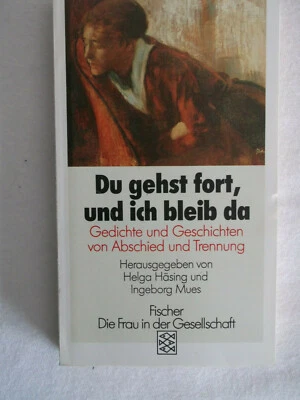 Du gehst fort,
und ich bleib da
Gedichte und Geschichten
von Abschied und Trennung
Herausgegeben von
Helga Häsing und
Ingeborg Mues
Fischer
Die Frau in der Gesellschaft